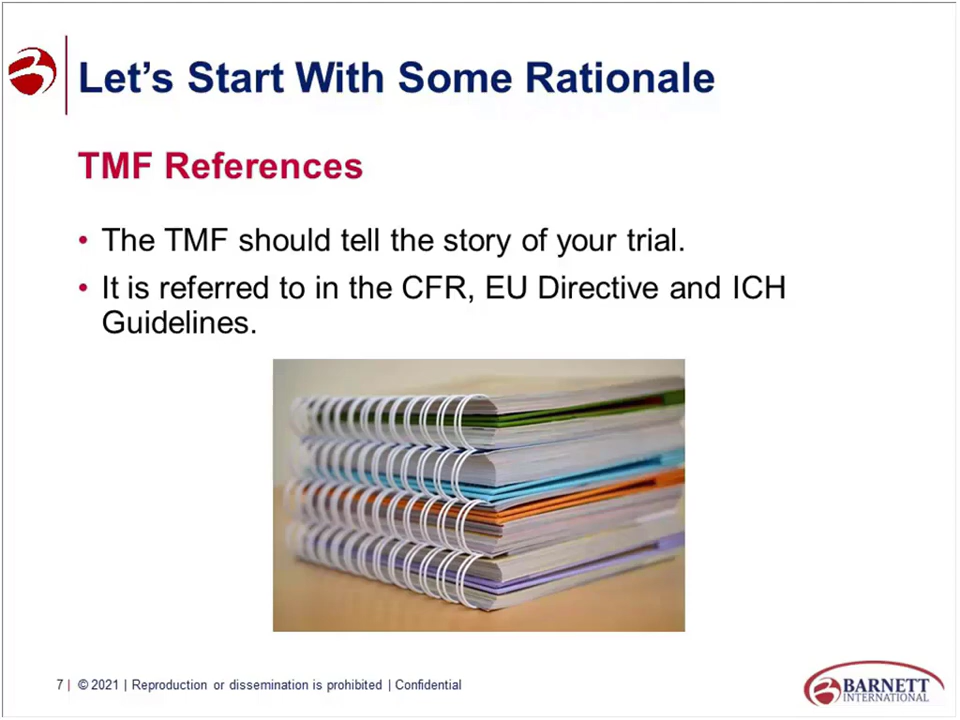 Let's Start With Some Rationale
TMF References
• The TMF should tell the story of your trial.
• It is referred to in the CFR, EU Directive and ICH
Guidelines.
7 | © 2021 | Reproduction or dissemination is prohibited | Confidential
BARNETT
INTERNATIONAL